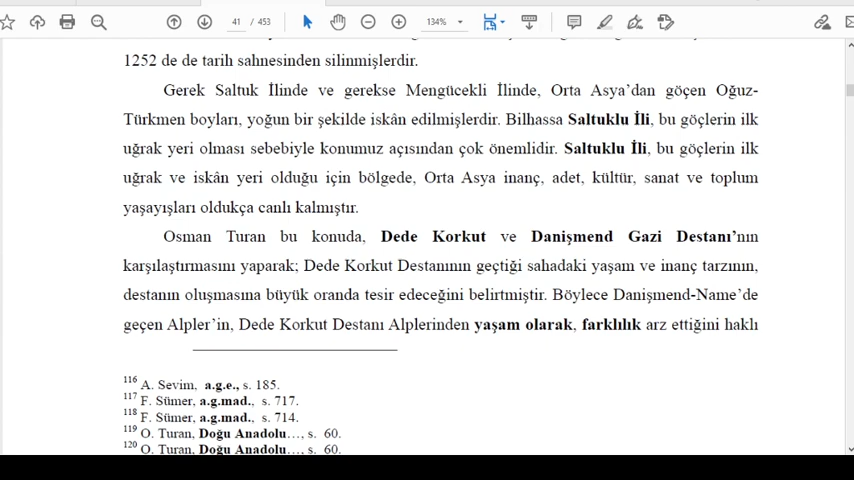 41 / 453
134%
1252 de de tarih sahnesinden silinmişlerdir.
Gerek Saltuk İlinde ve gerekse Mengücekli İlinde, Orta Asya’dan göçen Oğuz-
Türkmen boyları, yoğun bir şekilde iskân edilmişlerdir. Bilhassa Saltuklu İli, bu göçlerin ilk
uğrak yeri olması sebebiyle konumuz açısından çok önemlidir. Saltuklu İli, bu göçlerin ilk
uğrak ve iskân yeri olduğu için bölgede, Orta Asya inanç, adet, kültür, sanat ve toplum
yaşayışları oldukça canlı kalmıştır.
Osman Turan bu konuda, Dede Korkut ve Danişmend Gazi Destanı’nın
karşılaştırmasını yaparak; Dede Korkut Destanının geçtiği sahadaki yaşam ve inanç tarzının,
destanın oluşmasına büyük oranda tesir edeceğini belirtmiştir. Böylece Danişmend-Name’de
geçen Alpler’in, Dede Korkut Destanı Alplerinden yaşam olarak, farklılık arz ettiğini haklı
116 A. Sevim, a.g.e., s. 185.
117 F. Sümer, a.g.mad., s. 717.
118 F. Sümer, a.g.mad., s. 714.
119 O. Turan, Doğu Anadolu…, s. 60.
120 O. Turan, Doğu Anadolu…, s. 60.